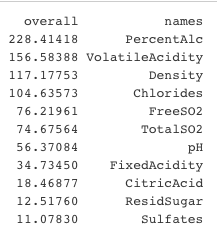 overall names
228.41418 PercentAlc
156.58388 VolatileAcidity
117.17753 Density
104.63573 Chlorides
76.21961 FreeSO2
74.67564 TotalSO2
56.37084 pH
34.73450 FixedAcidity
18.46877 CitricAcid
12.51760 ResidSugar
11.07830 Sulfates